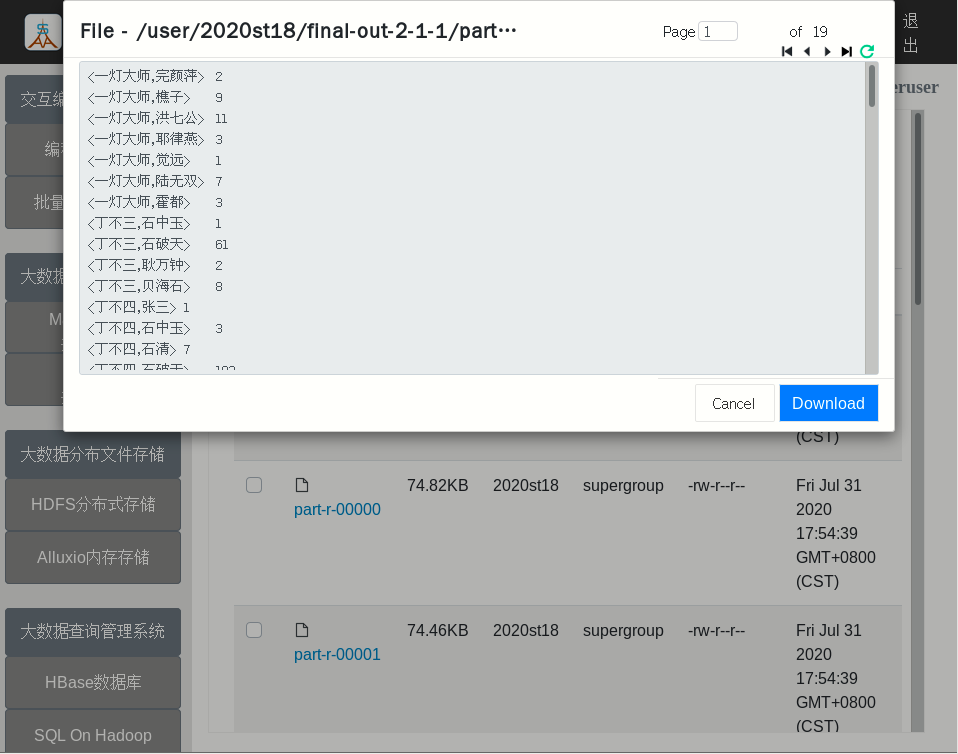 File - /user/2020st18/final-out-2-1-1/part···
Page 1 of 19
退
出
<一灯大师,完颜萍> 2
<一灯大师,樵子> 9
<一灯大师,洪七公> 11
<一灯大师,耶律燕> 3
<一灯大师,觉远> 1
<一灯大师,陆无双> 7
<一灯大师,霍都> 3
<丁不三,石中玉> 1
<丁不三,石破天> 61
<丁不三,耿万钟> 2
<丁不三,贝海石> 8
<丁不四,张三> 1
<丁不四,石中玉> 3
<丁不四,石清> 7
<丁不四,石破天> 102
Cancel
Download
eruser
交互编
编
批量
大数据
Ma
大数据分布文件存储
HDFS分布式存储
Alluxio内存存储
大数据查询管理系统
HBase数据库
SQL On Hadoop
(CST)
part-r-00000 74.82KB 2020st18 supergroup -rw-r--r-- Fri Jul 31
2020
17:54:39
GMT+0800
(CST)
part-r-00001 74.46KB 2020st18 supergroup -rw-r--r-- Fri Jul 31
2020
17:54:39
GMT+0800
(CST)